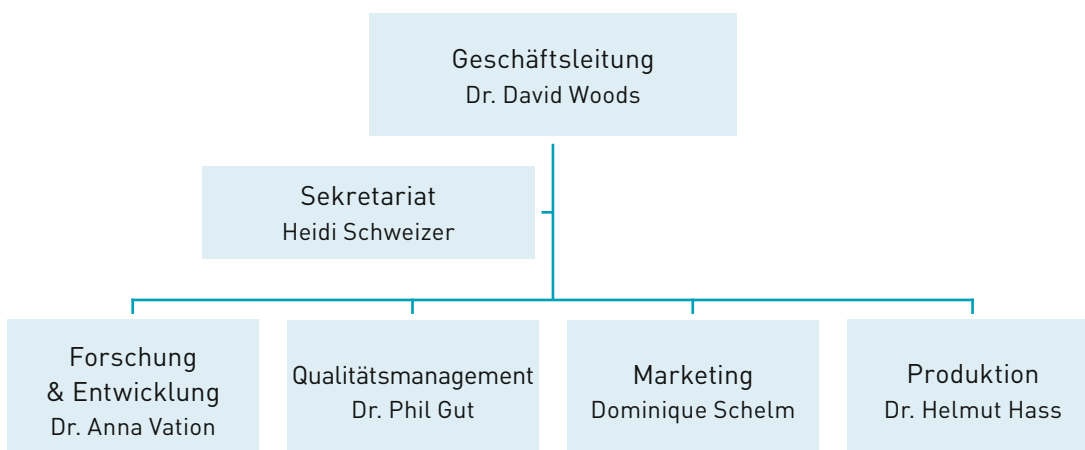 Geschäftsleitung
Dr. David Woods
Sekretariat
Heidi Schweizer
Forschung
& Entwicklung
Dr. Anna Vation
Qualitätsmanagement
Dr. Phil Gut
Marketing
Dominique Schelm
Produktion
Dr. Helmut Hass